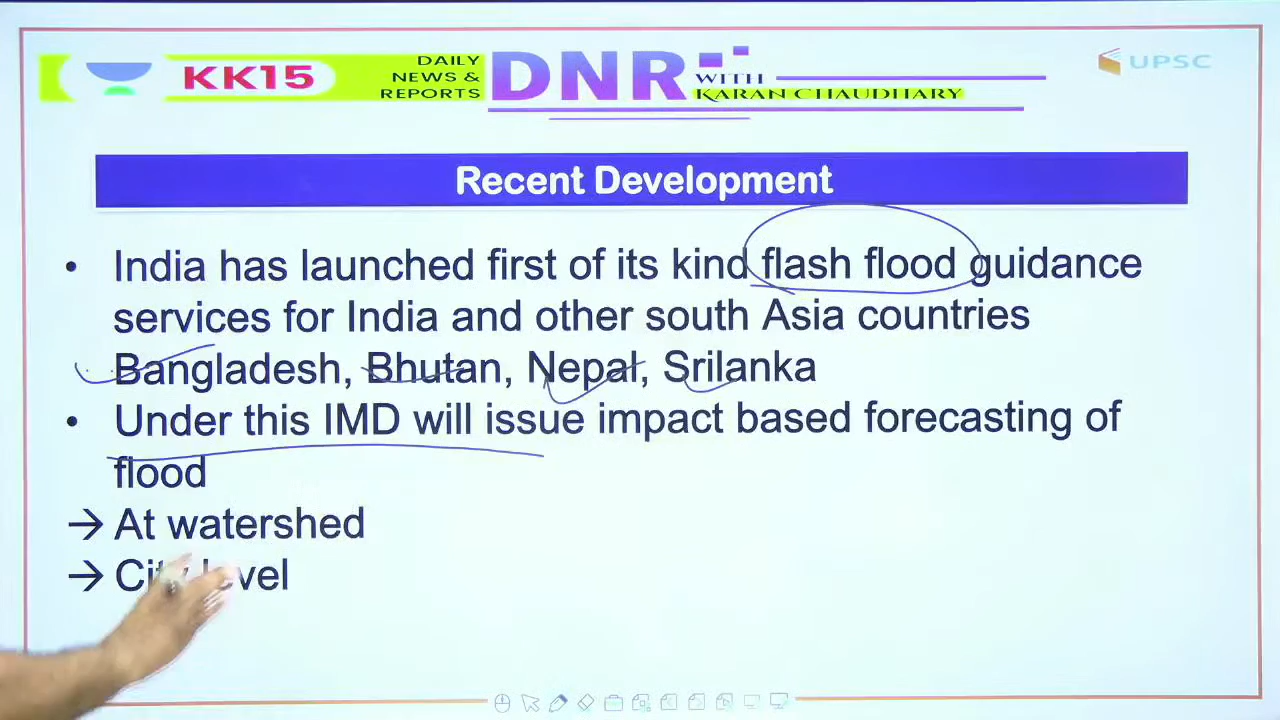 KK15
DAILY
NEWS &
REPORTS
DNR
WITH
KARAN CHAUDHARY
UPSC
Recent Development
• India has launched first of its kind flash flood guidance
services for India and other south Asia countries
Bangladesh, Bhutan, Nepal, Srilanka
• Under this IMD will issue impact based forecasting of
flood
→ At watershed
→ City level